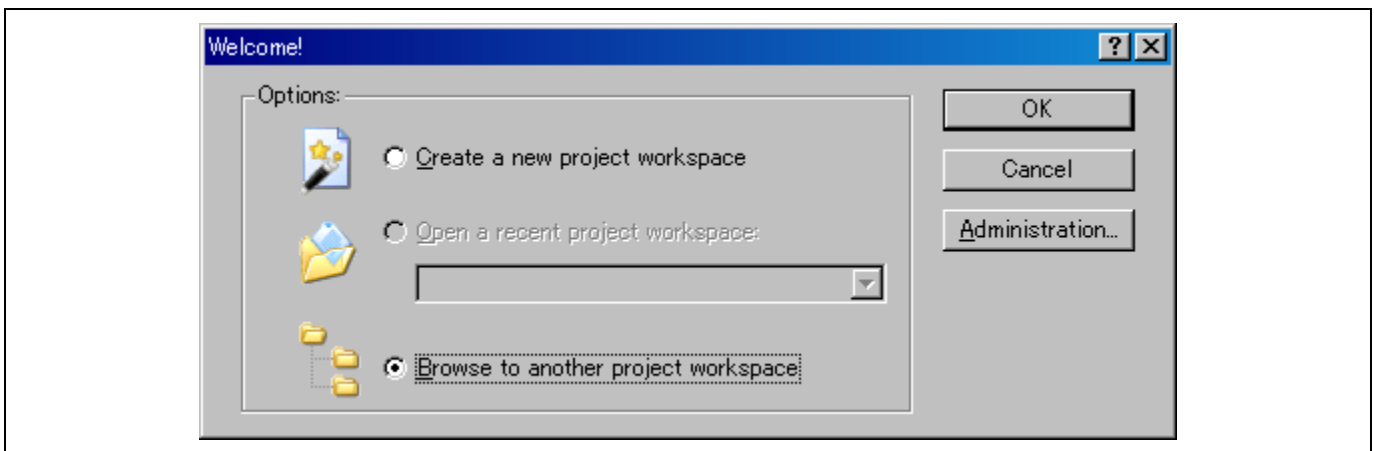 Welcome!
Options:
Create a new project workspace
Open a recent project workspace:
Browse to another project workspace
OK
Cancel
Administration...